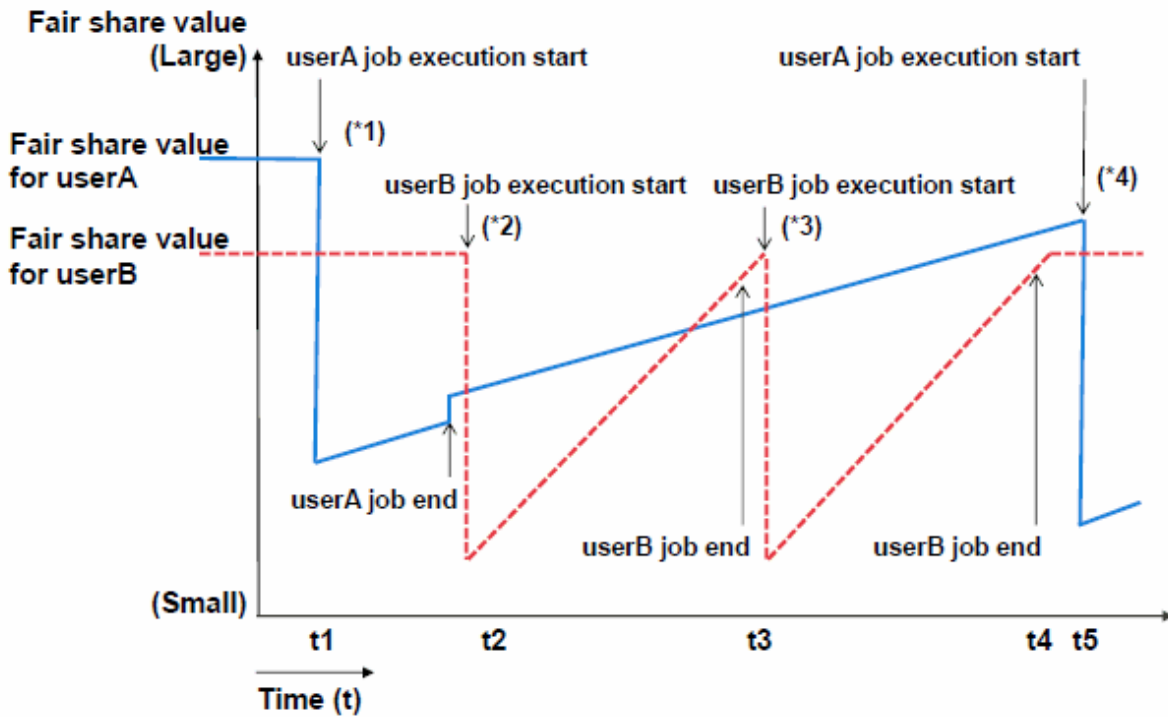 Fair share value
(Large)
userA job execution start
userA job execution start
(*1)
Fair share value
for userA
userB job execution start
userB job execution start
(*4)
(*2)
(*3)
Fair share value
for userB
userA job end
userB job end
userB job end
(Small)
t1
t2
t3
t4
t5
Time (t)